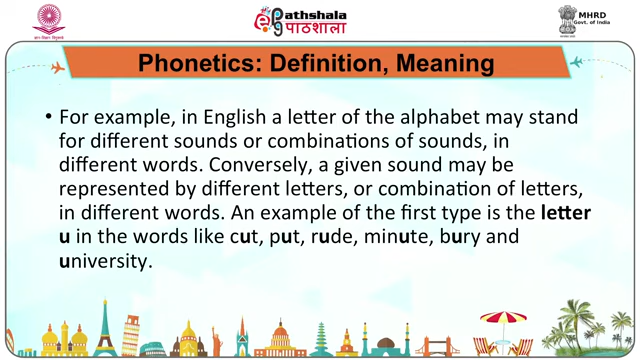 Pathshala
पाठशाला
MHRD
Govt. of India
Phonetics: Definition, Meaning
• For example, in English a letter of the alphabet may stand
for different sounds or combinations of sounds, in
different words. Conversely, a given sound may be
represented by different letters, or combination of letters,
in different words. An example of the first type is the letter
u in the words like cut, put, rude, minute, bury and
university.